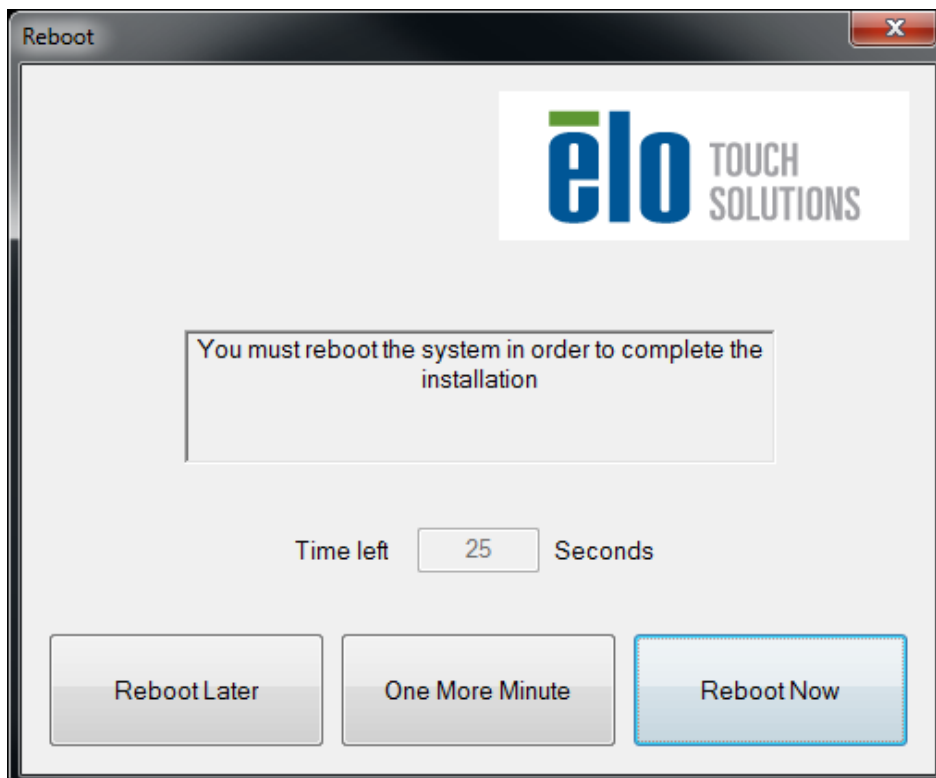 Reboot
ēlo TOUCH
SOLUTIONS
You must reboot the system in order to complete the
installation
Time left 25 Seconds
Reboot Later One More Minute Reboot Now